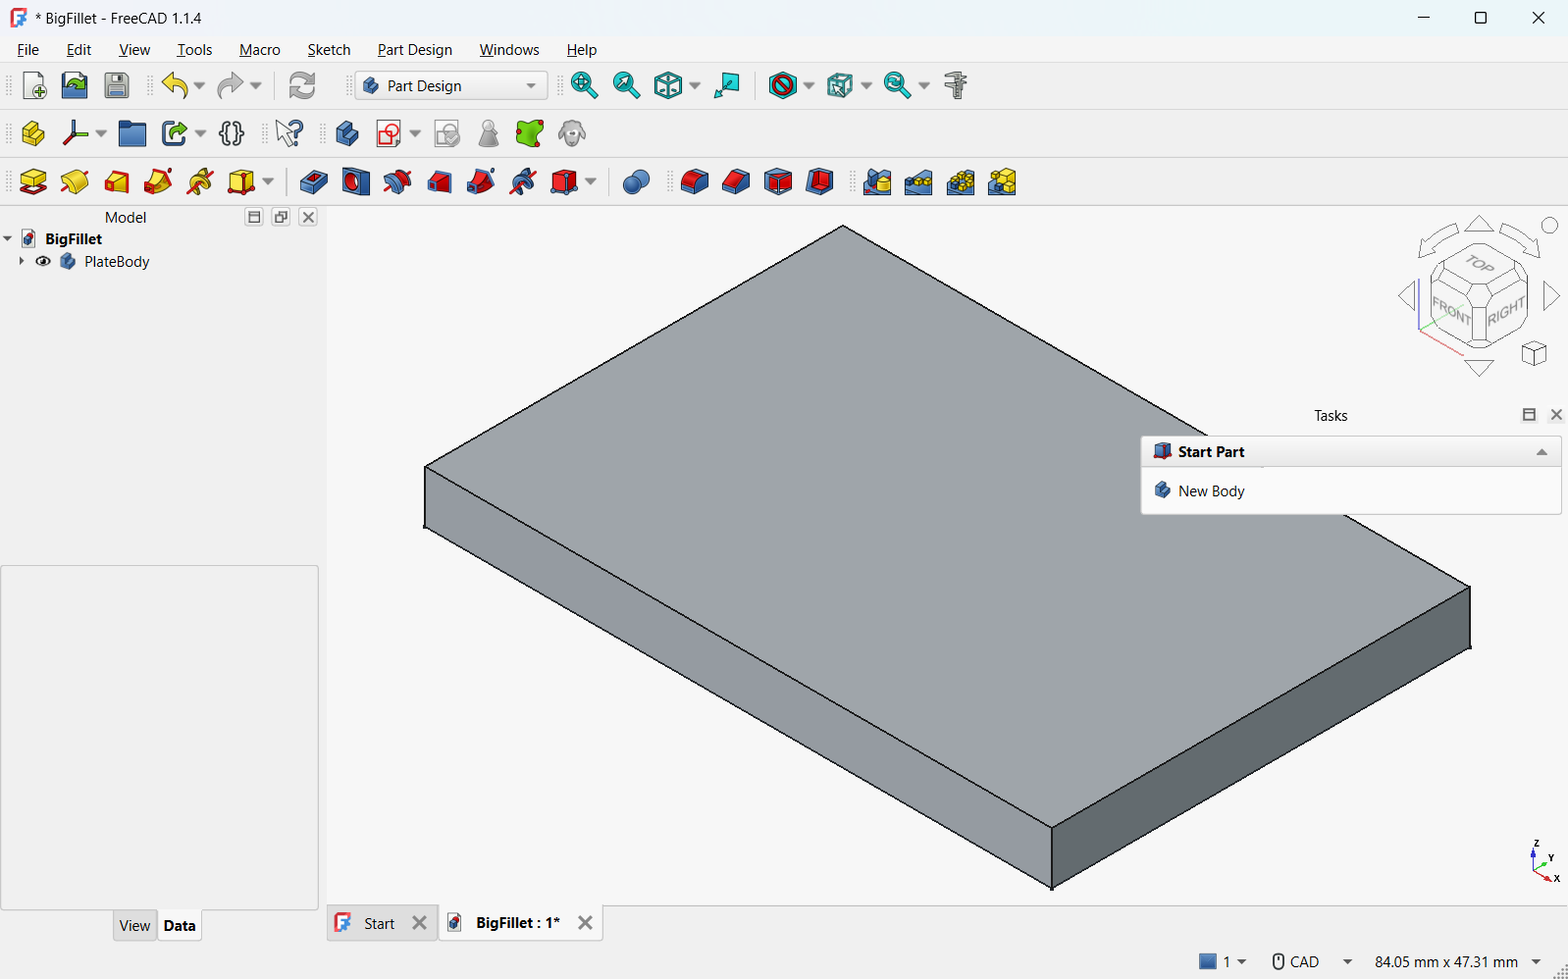 * BigFillet - FreeCAD 1.1.4
File Edit View Tools Macro Sketch Part Design Windows Help
Part Design
Model
BigFillet
PlateBody
TOP
FRONT
RIGHT
Tasks
Start Part
New Body
Z
Y
X
View Data
Start
BigFillet : 1*
1
CAD
84.05 mm x 47.31 mm